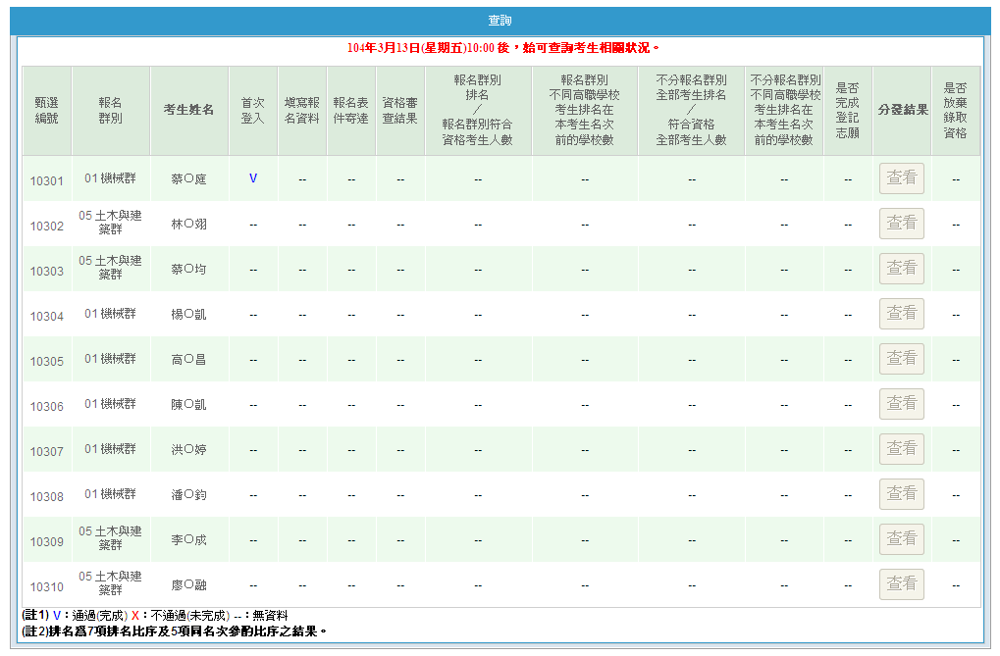 查詢
104年3月13日(星期五)10:00 後，始可查詢考生相關狀況。
甄選編號 報名群別 考生姓名 首次登入 填寫報名資料 報名表件寄達 資格審查結果 報名群別排名／報名群別符合資格考生人數 報名群別不同高職學校考生排名在本考生名次前的學校數 不分報名群別全部考生排名／符合資格全部考生人數 不分報名群別不同高職學校考生排名在本考生名次前的學校數 是否完成登記志願 分發結果 是否放棄錄取資格
10301 01 機械群 蔡○庭 V -- -- -- -- -- -- -- -- 查看 --
10302 05 土木與建築群 林○翊 -- -- -- -- -- -- -- -- -- 查看 --
10303 05 土木與建築群 蔡○均 -- -- -- -- -- -- -- -- -- 查看 --
10304 01 機械群 楊○凱 -- -- -- -- -- -- -- -- -- 查看 --
10305 01 機械群 高○昌 -- -- -- -- -- -- -- -- -- 查看 --
10306 01 機械群 陳○凱 -- -- -- -- -- -- -- -- -- 查看 --
10307 01 機械群 洪○婷 -- -- -- -- -- -- -- -- -- 查看 --
10308 01 機械群 潘○鈞 -- -- -- -- -- -- -- -- -- 查看 --
10309 05 土木與建築群 李○成 -- -- -- -- -- -- -- -- -- 查看 --
10310 05 土木與建築群 廖○融 -- -- -- -- -- -- -- -- -- 查看 --
(註1) V：通過(完成) X：不通過(未完成) --：無資料
(註2)排名為7項排名比序及5項同名次參酌比序之結果。